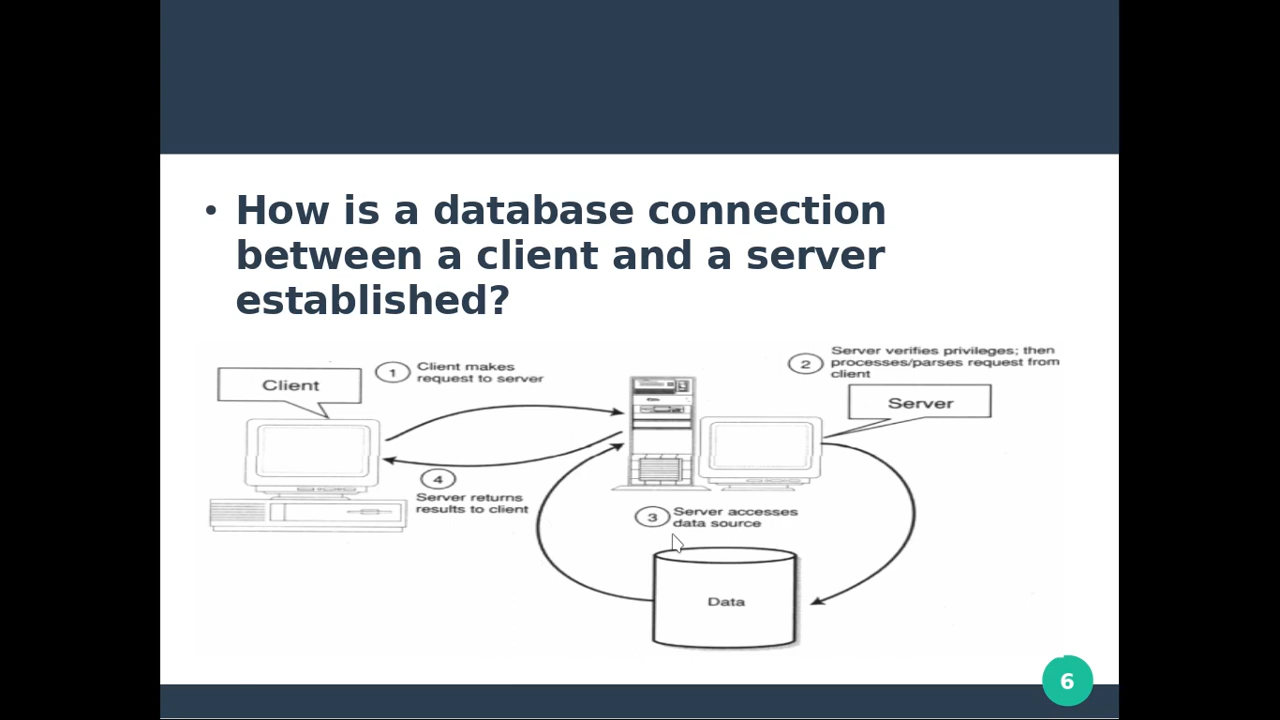 • How is a database connection
between a client and a server
established?
Client
1
Client makes
request to server
2
Server verifies privileges; then
processes/parses request from
client
Server
4
Server returns
results to client
3
Server accesses
data source
Data
6